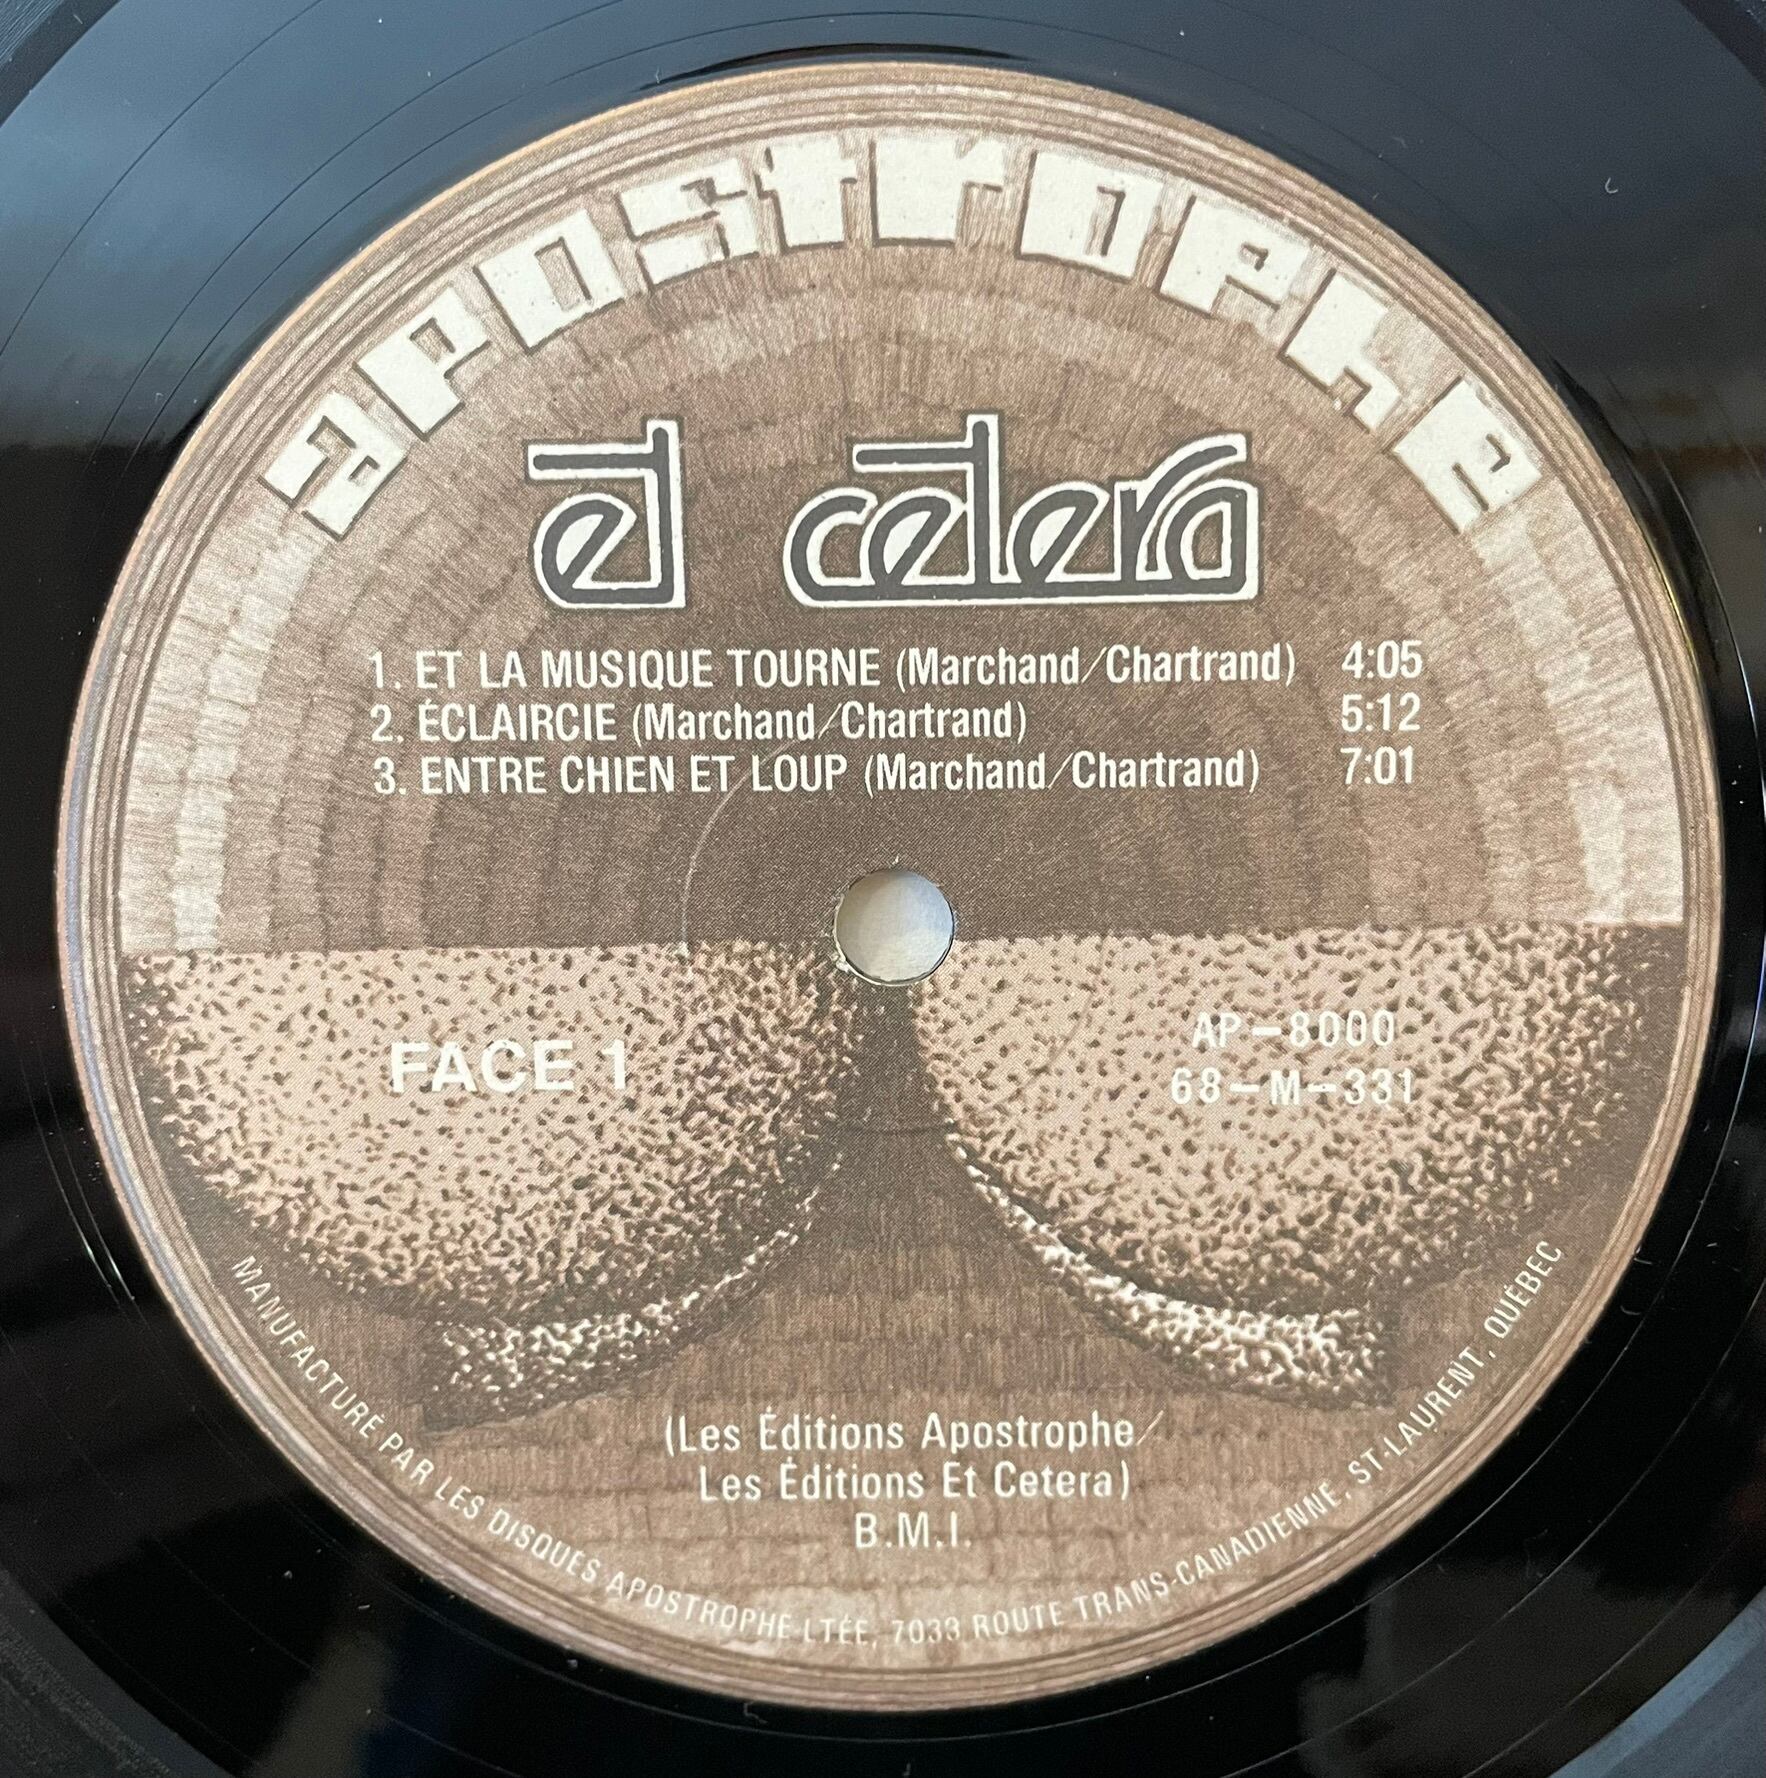 apostrophe
et cetera
1. ET LA MUSIQUE TOURNE (Marchand/Chartrand) 4:05
2. ÉCLAIRCIE (Marchand/Chartrand) 5:12
3. ENTRE CHIEN ET LOUP (Marchand/Chartrand) 7:01
FACE 1
AP-8000
68-M-331
(Les Éditions Apostrophe/
Les Éditions Et Cetera)
B.M.I.
MANUFACTURÉ PAR LES DISQUES APOSTROPHE LTÉE, 7033 ROUTE TRANS-CANADIENNE, ST-LAURENT, QUÉBEC